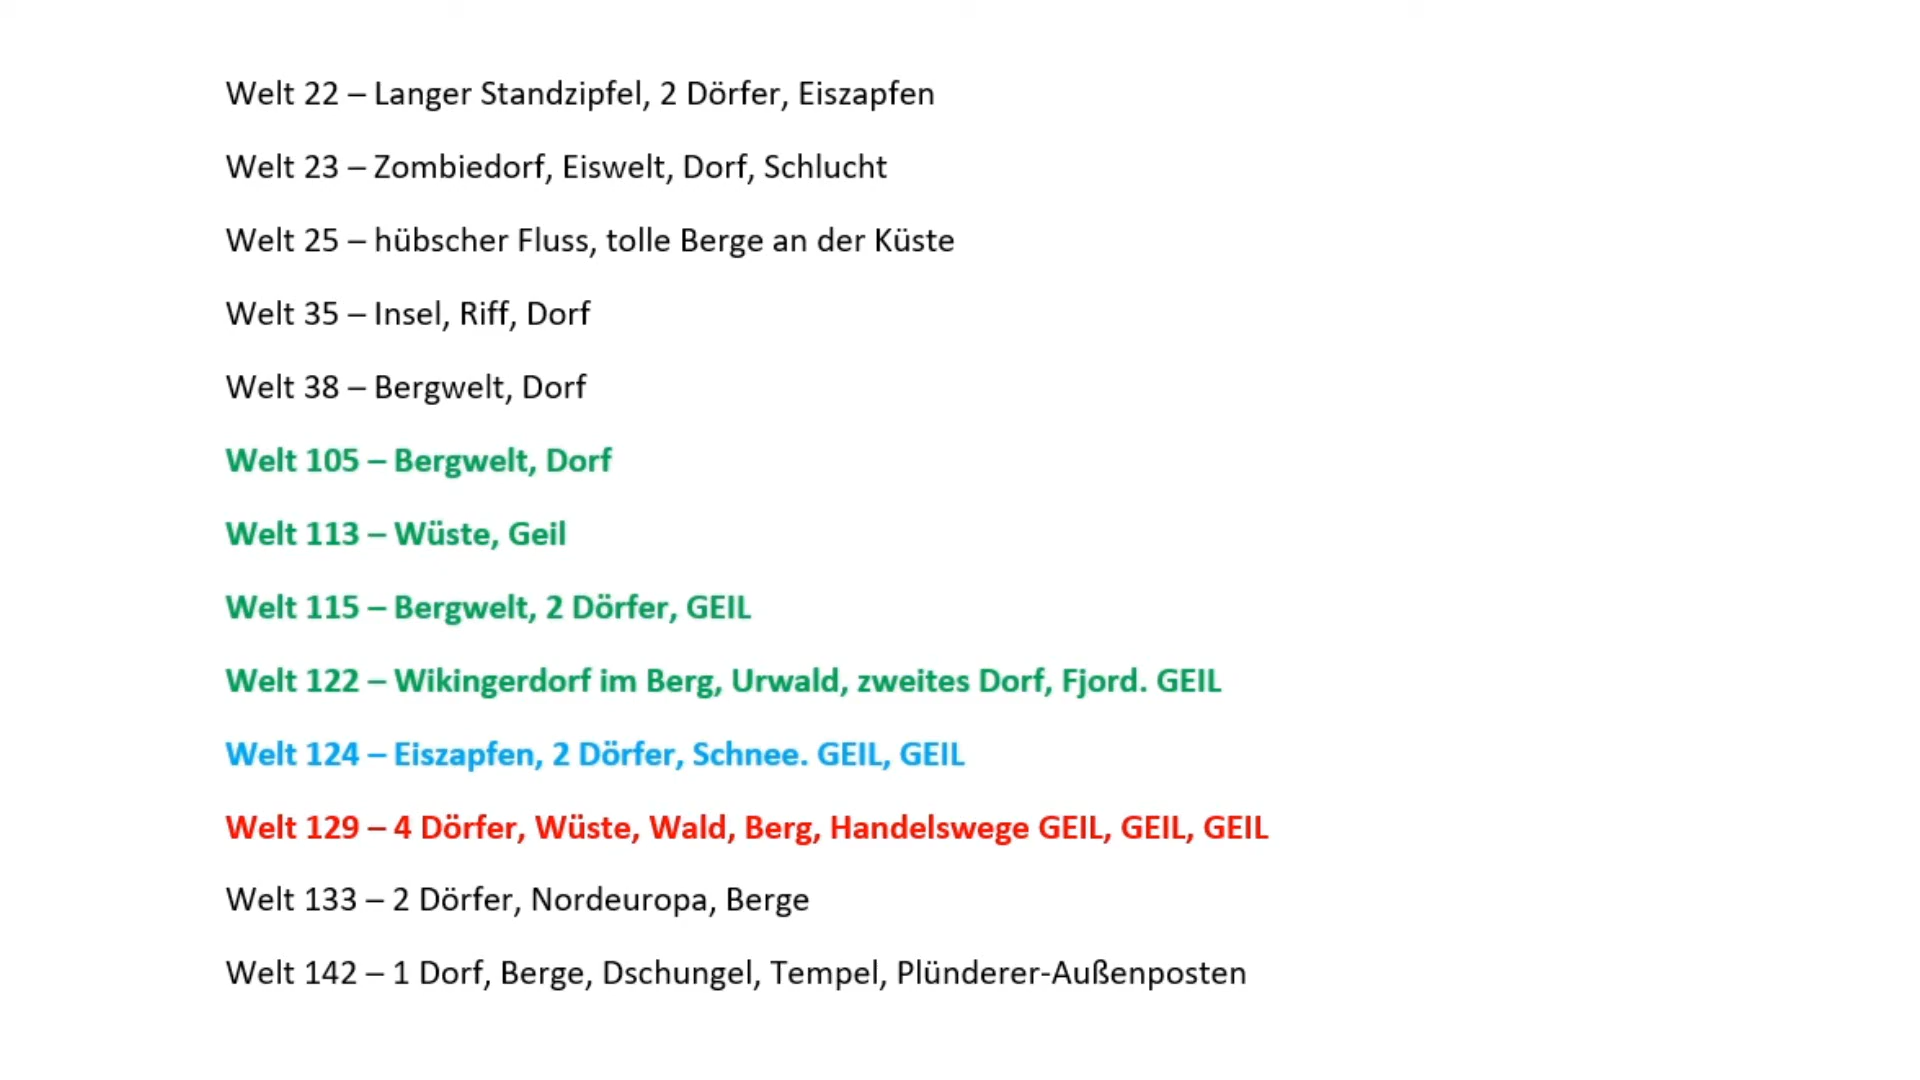 Welt 22 – Langer Standzipfel, 2 Dörfer, Eiszapfen
Welt 23 – Zombiedorf, Eiswelt, Dorf, Schlucht
Welt 25 – hübscher Fluss, tolle Berge an der Küste
Welt 35 – Insel, Riff, Dorf
Welt 38 – Bergwelt, Dorf
Welt 105 – Bergwelt, Dorf
Welt 113 – Wüste, Geil
Welt 115 – Bergwelt, 2 Dörfer, GEIL
Welt 122 – Wikingerdorf im Berg, Urwald, zweites Dorf, Fjord. GEIL
Welt 124 – Eiszapfen, 2 Dörfer, Schnee. GEIL, GEIL
Welt 129 – 4 Dörfer, Wüste, Wald, Berg, Handelswege GEIL, GEIL, GEIL
Welt 133 – 2 Dörfer, Nordeuropa, Berge
Welt 142 – 1 Dorf, Berge, Dschungel, Tempel, Plünderer-Außenposten